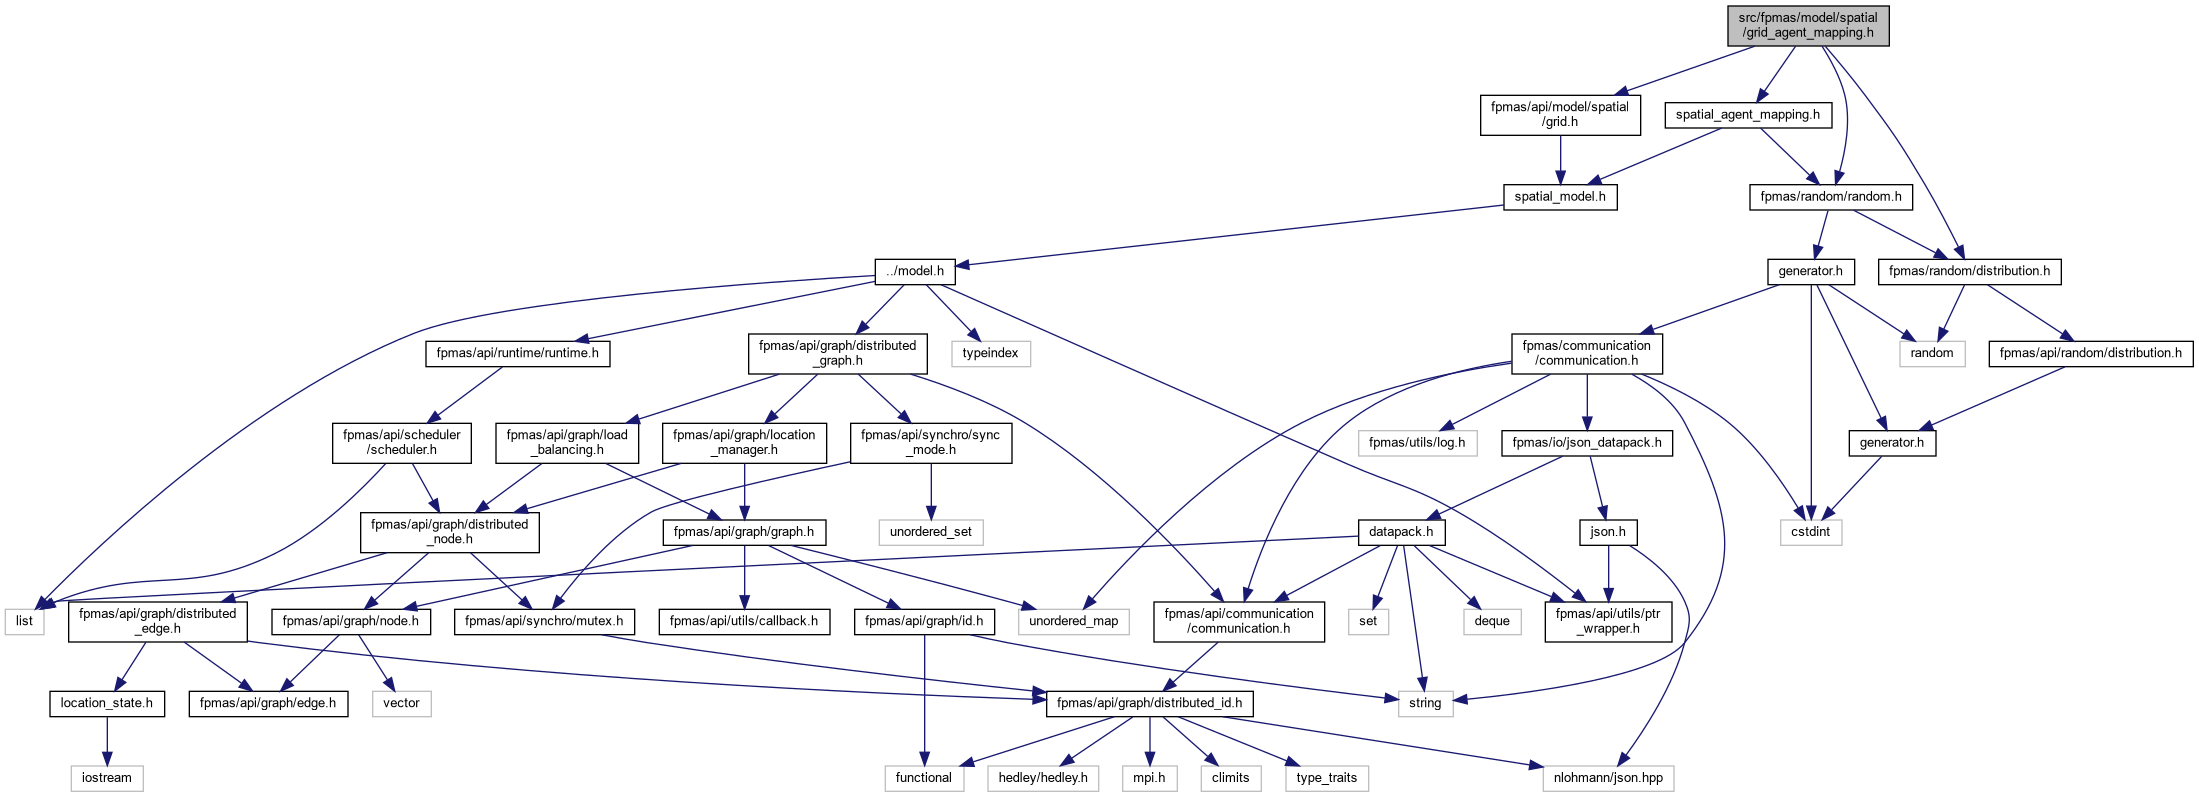 src/fpmas/model/spatial
/grid_agent_mapping.h
fpmas/api/model/spatial
/grid.h
spatial_agent_mapping.h
spatial_model.h
fpmas/random/random.h
../model.h
generator.h
fpmas/random/distribution.h
fpmas/api/runtime/runtime.h
fpmas/api/graph/distributed
_graph.h
typeindex
fpmas/communication
/communication.h
random
fpmas/api/random/distribution.h
fpmas/api/scheduler
/scheduler.h
fpmas/api/graph/load
_balancing.h
fpmas/api/graph/location
_manager.h
fpmas/api/synchro/sync
_mode.h
fpmas/utils/log.h
fpmas/io/json_datapack.h
generator.h
fpmas/api/graph/distributed
_node.h
fpmas/api/graph/graph.h
unordered_set
datapack.h
json.h
cstdint
list
fpmas/api/graph/distributed
_edge.h
fpmas/api/graph/node.h
fpmas/api/synchro/mutex.h
fpmas/api/utils/callback.h
fpmas/api/graph/id.h
unordered_map
fpmas/api/communication
/communication.h
set
deque
fpmas/api/utils/ptr
_wrapper.h
location_state.h
fpmas/api/graph/edge.h
vector
fpmas/api/graph/distributed_id.h
string
iostream
functional
hedley/hedley.h
mpi.h
climits
type_traits
nlohmann/json.hpp